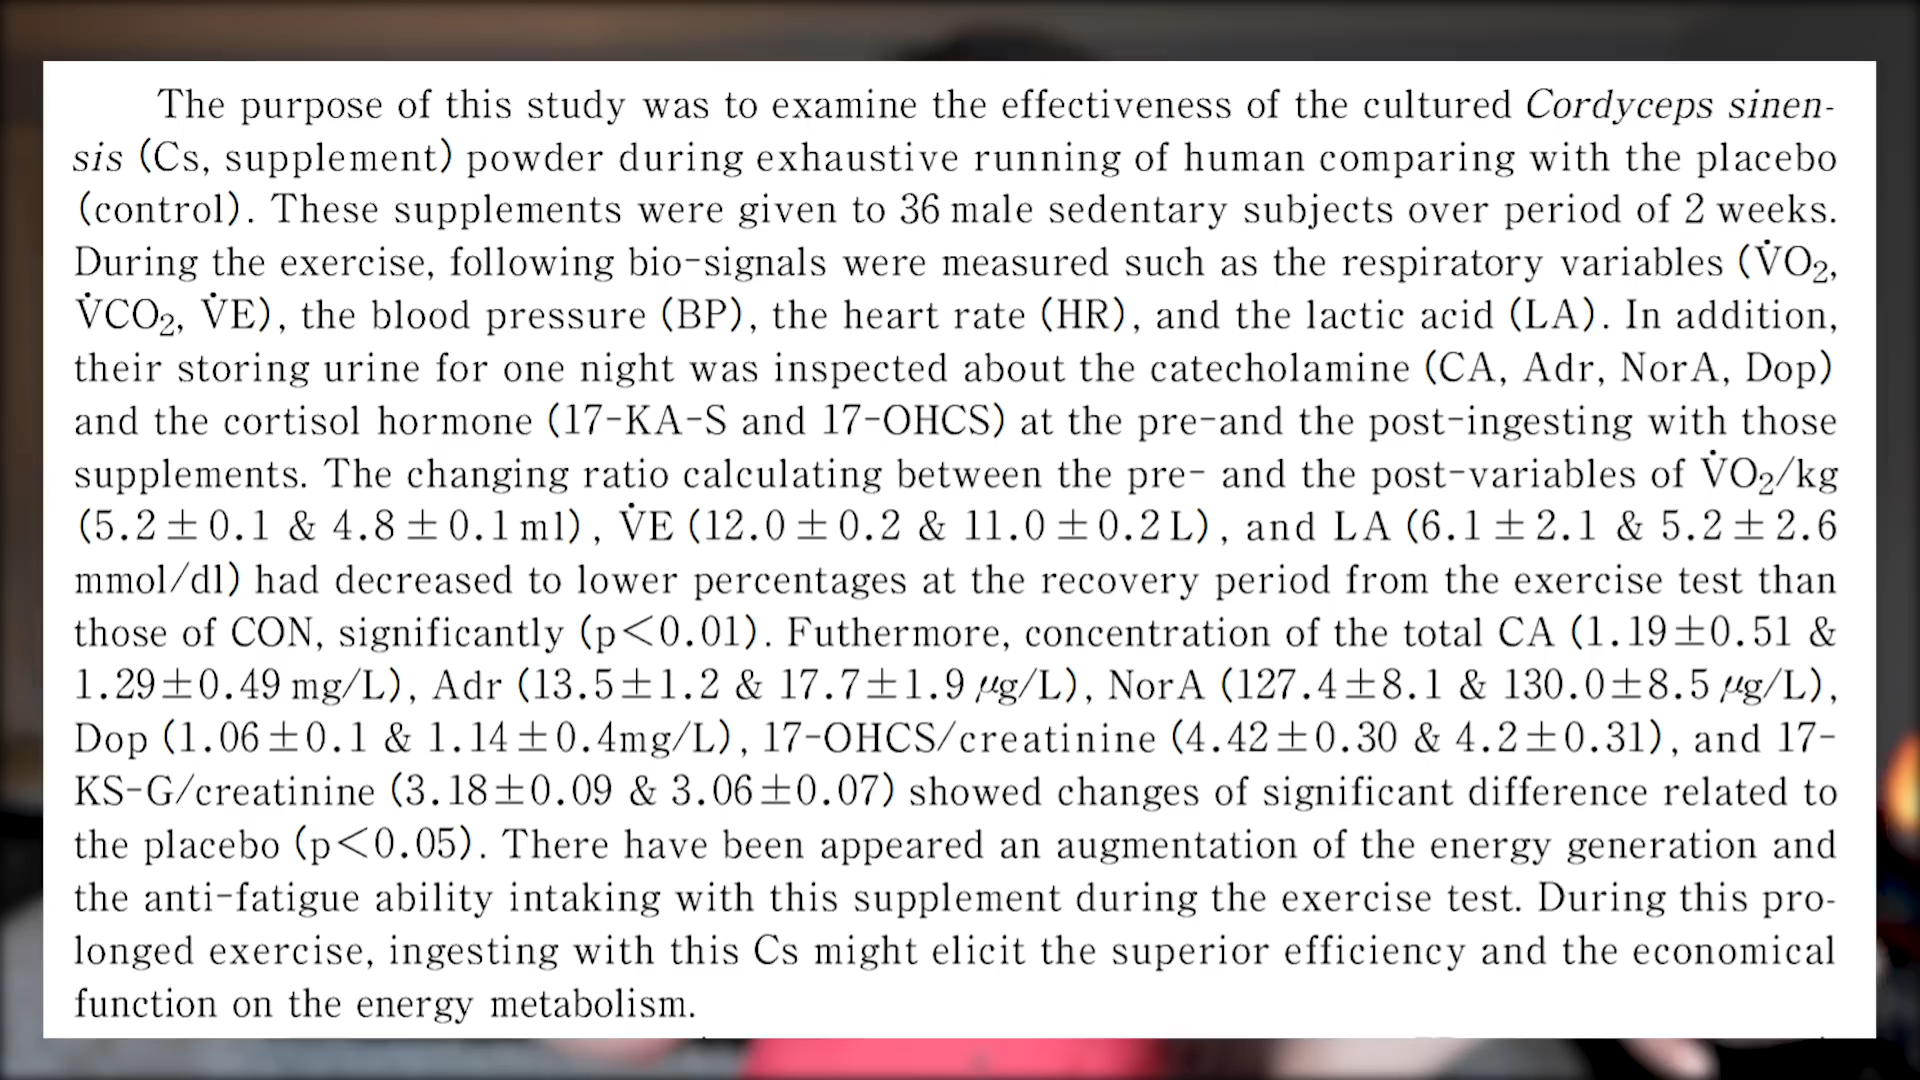 The purpose of this study was to examine the effectiveness of the cultured Cordyceps sinen-
sis (Cs, supplement) powder during exhaustive running of human comparing with the placebo
(control). These supplements were given to 36 male sedentary subjects over period of 2 weeks.
During the exercise, following bio-signals were measured such as the respiratory variables (V̇O₂,
V̇CO₂, V̇E), the blood pressure (BP), the heart rate (HR), and the lactic acid (LA). In addition,
their storing urine for one night was inspected about the catecholamine (CA, Adr, NorA, Dop)
and the cortisol hormone (17-KA-S and 17-OHCS) at the pre-and the post-ingesting with those
supplements. The changing ratio calculating between the pre- and the post-variables of V̇O₂/kg
(5.2±0.1 & 4.8±0.1ml), V̇E (12.0±0.2 & 11.0±0.2L), and LA (6.1±2.1 & 5.2±2.6
mmol/dl) had decreased to lower percentages at the recovery period from the exercise test than
those of CON, significantly (p<0.01). Futhermore, concentration of the total CA (1.19±0.51 &
1.29±0.49mg/L), Adr (13.5±1.2 & 17.7±1.9μg/L), NorA (127.4±8.1 & 130.0±8.5μg/L),
Dop (1.06±0.1 & 1.14±0.4mg/L), 17-OHCS/creatinine (4.42±0.30 & 4.2±0.31), and 17-
KS-G/creatinine (3.18±0.09 & 3.06±0.07) showed changes of significant difference related to
the placebo (p<0.05). There have been appeared an augmentation of the energy generation and
the anti-fatigue ability intaking with this supplement during the exercise test. During this pro-
longed exercise, ingesting with this Cs might elicit the superior efficiency and the economical
function on the energy metabolism.